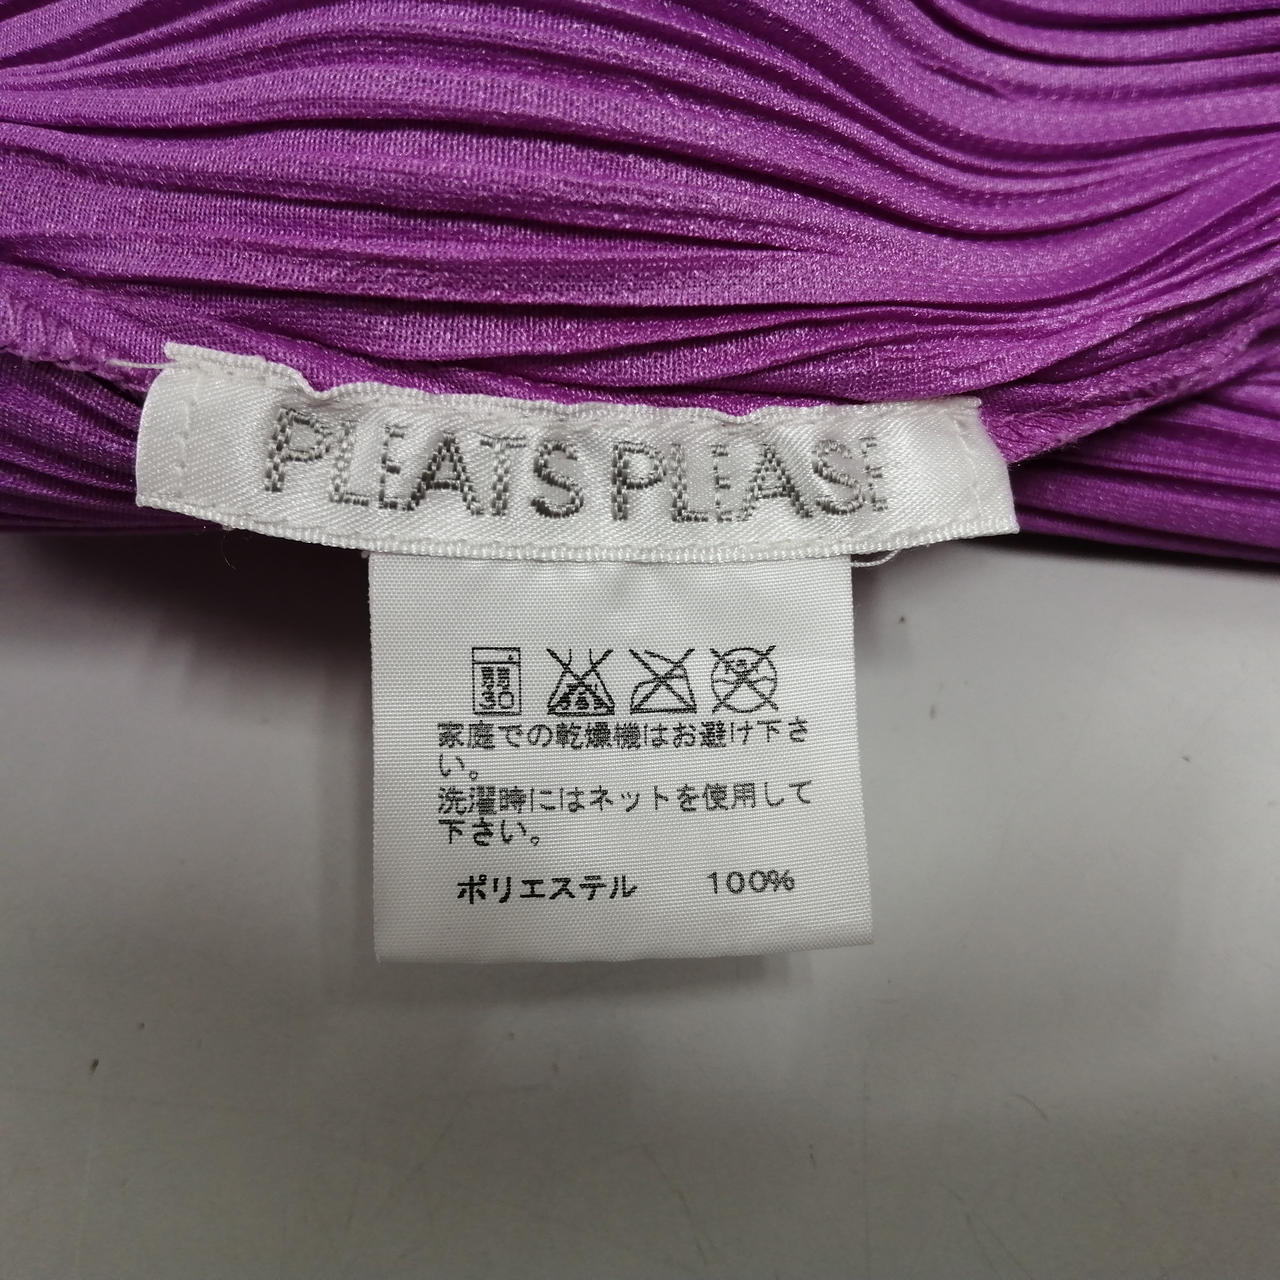 PLEATS PLEASE
弱
30
家庭での乾燥機はお避け下さ
い。
洗濯時にはネットを使用して
下さい。
ポリエステル 100%